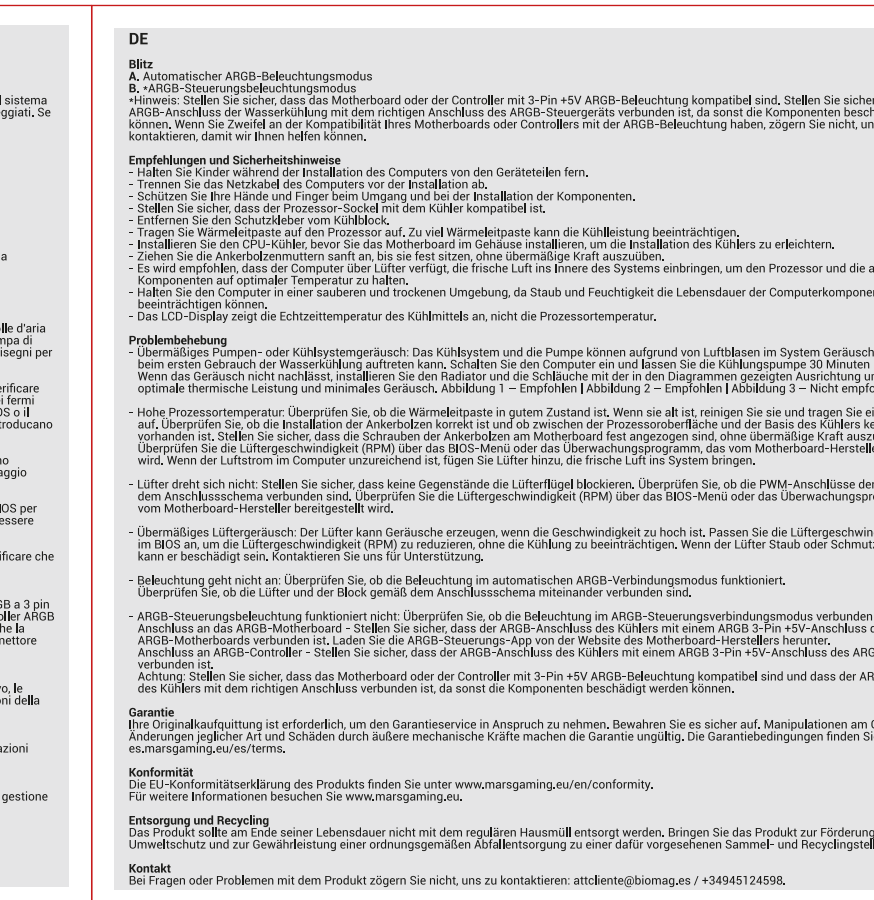 l sistema
ggiati. Se
a
lle d'aria
mpa di
isegni per
erificare
i fermi
OS o il
troducano
no
aggio
IOS per
essere
ificare che
GB a 3 pin
oller ARGB
he la
nettore
vo, le
oni della
azioni
gestione
DE
Blitz
A. Automatischer ARGB-Beleuchtungsmodus
B. *ARGB-Steuerungsbeleuchtungsmodus
*Hinweis: Stellen Sie sicher, dass das Motherboard oder der Controller mit 3-Pin +5V ARGB-Beleuchtung kompatibel sind. Stellen Sie sicher
ARGB-Anschluss der Wasserkühlung mit dem richtigen Anschluss des ARGB-Steuergeräts verbunden ist, da sonst die Komponenten besch
können. Wenn Sie Zweifel an der Kompatibilität Ihres Motherboards oder Controllers mit der ARGB-Beleuchtung haben, zögern Sie nicht, un
kontaktieren, damit wir Ihnen helfen können.
Empfehlungen und Sicherheitshinweise
- Halten Sie Kinder während der Installation des Computers von den Geräteteilen fern.
- Trennen Sie das Netzkabel des Computers vor der Installation ab.
- Schützen Sie Ihre Hände und Finger beim Umgang und bei der Installation der Komponenten.
- Stellen Sie sicher, dass der Prozessor-Sockel mit dem Kühler kompatibel ist.
- Entfernen Sie den Schutzkleber vom Kühlblock.
- Tragen Sie Wärmeleitpaste auf den Prozessor auf. Zu viel Wärmeleitpaste kann die Kühlleistung beeinträchtigen.
- Installieren Sie den CPU-Kühler, bevor Sie das Motherboard im Gehäuse installieren, um die Installation des Kühlers zu erleichtern.
- Ziehen Sie die Ankerbolzenmuttern sanft an, bis sie fest sitzen, ohne übermäßige Kraft auszuüben.
- Es wird empfohlen, dass der Computer über Lüfter verfügt, die frische Luft ins Innere des Systems einbringen, um den Prozessor und die a
Komponenten auf optimaler Temperatur zu halten.
- Halten Sie den Computer in einer sauberen und trockenen Umgebung, da Staub und Feuchtigkeit die Lebensdauer der Computerkomponen
beeinträchtigen können.
- Das LCD-Display zeigt die Echtzeittemperatur des Kühlmittels an, nicht die Prozessortemperatur.
Problembehebung
- Übermäßiges Pumpen- oder Kühlsystemgeräusch: Das Kühlsystem und die Pumpe können aufgrund von Luftblasen im System Geräusch
beim ersten Gebrauch der Wasserkühlung auftreten kann. Schalten Sie den Computer ein und lassen Sie die Kühlungspumpe 30 Minuten
Wenn das Geräusch nicht nachlässt, installieren Sie den Radiator und die Schläuche mit der in den Diagrammen gezeigten Ausrichtung un
optimale thermische Leistung und minimales Geräusch. Abbildung 1 – Empfohlen | Abbildung 2 – Empfohlen | Abbildung 3 – Nicht empfo
- Hohe Prozessortemperatur: Überprüfen Sie, ob die Wärmeleitpaste in gutem Zustand ist. Wenn sie alt ist, reinigen Sie sie und tragen Sie ei
auf. Überprüfen Sie, ob die Installation der Ankerbolzen korrekt ist und ob zwischen der Prozessoroberfläche und der Basis des Kühlers ke
vorhanden ist. Stellen Sie sicher, dass die Schrauben der Ankerbolzen am Motherboard fest angezogen sind, ohne übermäßige Kraft ausz
Überprüfen Sie die Lüftergeschwindigkeit (RPM) über das BIOS-Menü oder das Überwachungsprogramm, das vom Motherboard-Herstelle
wird. Wenn der Luftstrom im Computer unzureichend ist, fügen Sie Lüfter hinzu, die frische Luft ins System bringen.
- Lüfter dreht sich nicht: Stellen Sie sicher, dass keine Gegenstände die Lüfterflügel blockieren. Überprüfen Sie, ob die PWM-Anschlüsse der
dem Anschlussschema verbunden sind. Überprüfen Sie die Lüftergeschwindigkeit (RPM) über das BIOS-Menü oder das Überwachungspro
vom Motherboard-Hersteller bereitgestellt wird.
- Übermäßiges Lüftergeräusch: Der Lüfter kann Geräusche erzeugen, wenn die Geschwindigkeit zu hoch ist. Passen Sie die Lüftergeschwin
im BIOS an, um die Lüftergeschwindigkeit (RPM) zu reduzieren, ohne die Kühlung zu beeinträchtigen. Wenn der Lüfter Staub oder Schmutz
kann er beschädigt sein. Kontaktieren Sie uns für Unterstützung.
- Beleuchtung geht nicht an: Überprüfen Sie, ob die Beleuchtung im automatischen ARGB-Verbindungsmodus funktioniert.
Überprüfen Sie, ob die Lüfter und der Block gemäß dem Anschlussschema miteinander verbunden sind.
- ARGB-Steuerungsbeleuchtung funktioniert nicht: Überprüfen Sie, ob die Beleuchtung im ARGB-Steuerungsverbindungsmodus verbunden
Anschluss an das ARGB-Motherboard - Stellen Sie sicher, dass der ARGB-Anschluss des Kühlers mit einem ARGB 3-Pin +5V-Anschluss d
ARGB-Motherboards verbunden ist. Laden Sie die ARGB-Steuerungs-App von der Website des Motherboard-Herstellers herunter.
Anschluss an ARGB-Controller - Stellen Sie sicher, dass der ARGB-Anschluss des Kühlers mit einem ARGB 3-Pin +5V-Anschluss des ARG
verbunden ist.
Achtung: Stellen Sie sicher, dass das Motherboard oder der Controller mit 3-Pin +5V ARGB-Beleuchtung kompatibel sind und dass der AR
des Kühlers mit dem richtigen Anschluss verbunden ist, da sonst die Komponenten beschädigt werden können.
Garantie
Ihre Originalkaufquittung ist erforderlich, um den Garantieservice in Anspruch zu nehmen. Bewahren Sie es sicher auf. Manipulationen am
Änderungen jeglicher Art und Schäden durch äußere mechanische Kräfte machen die Garantie ungültig. Die Garantiebedingungen finden Si
es.marsgaming.eu/es/terms.
Konformität
Die EU-Konformitätserklärung des Produkts finden Sie unter www.marsgaming.eu/en/conformity.
Für weitere Informationen besuchen Sie www.marsgaming.eu.
Entsorgung und Recycling
Das Produkt sollte am Ende seiner Lebensdauer nicht mit dem regulären Hausmüll entsorgt werden. Bringen Sie das Produkt zur Förderung
Umweltschutz und zur Gewährleistung einer ordnungsgemäßen Abfallentsorgung zu einer dafür vorgesehenen Sammel- und Recyclingstel
Kontakt
Bei Fragen oder Problemen mit dem Produkt zögern Sie nicht, uns zu kontaktieren: attcliente@biomag.es / +34945124598.